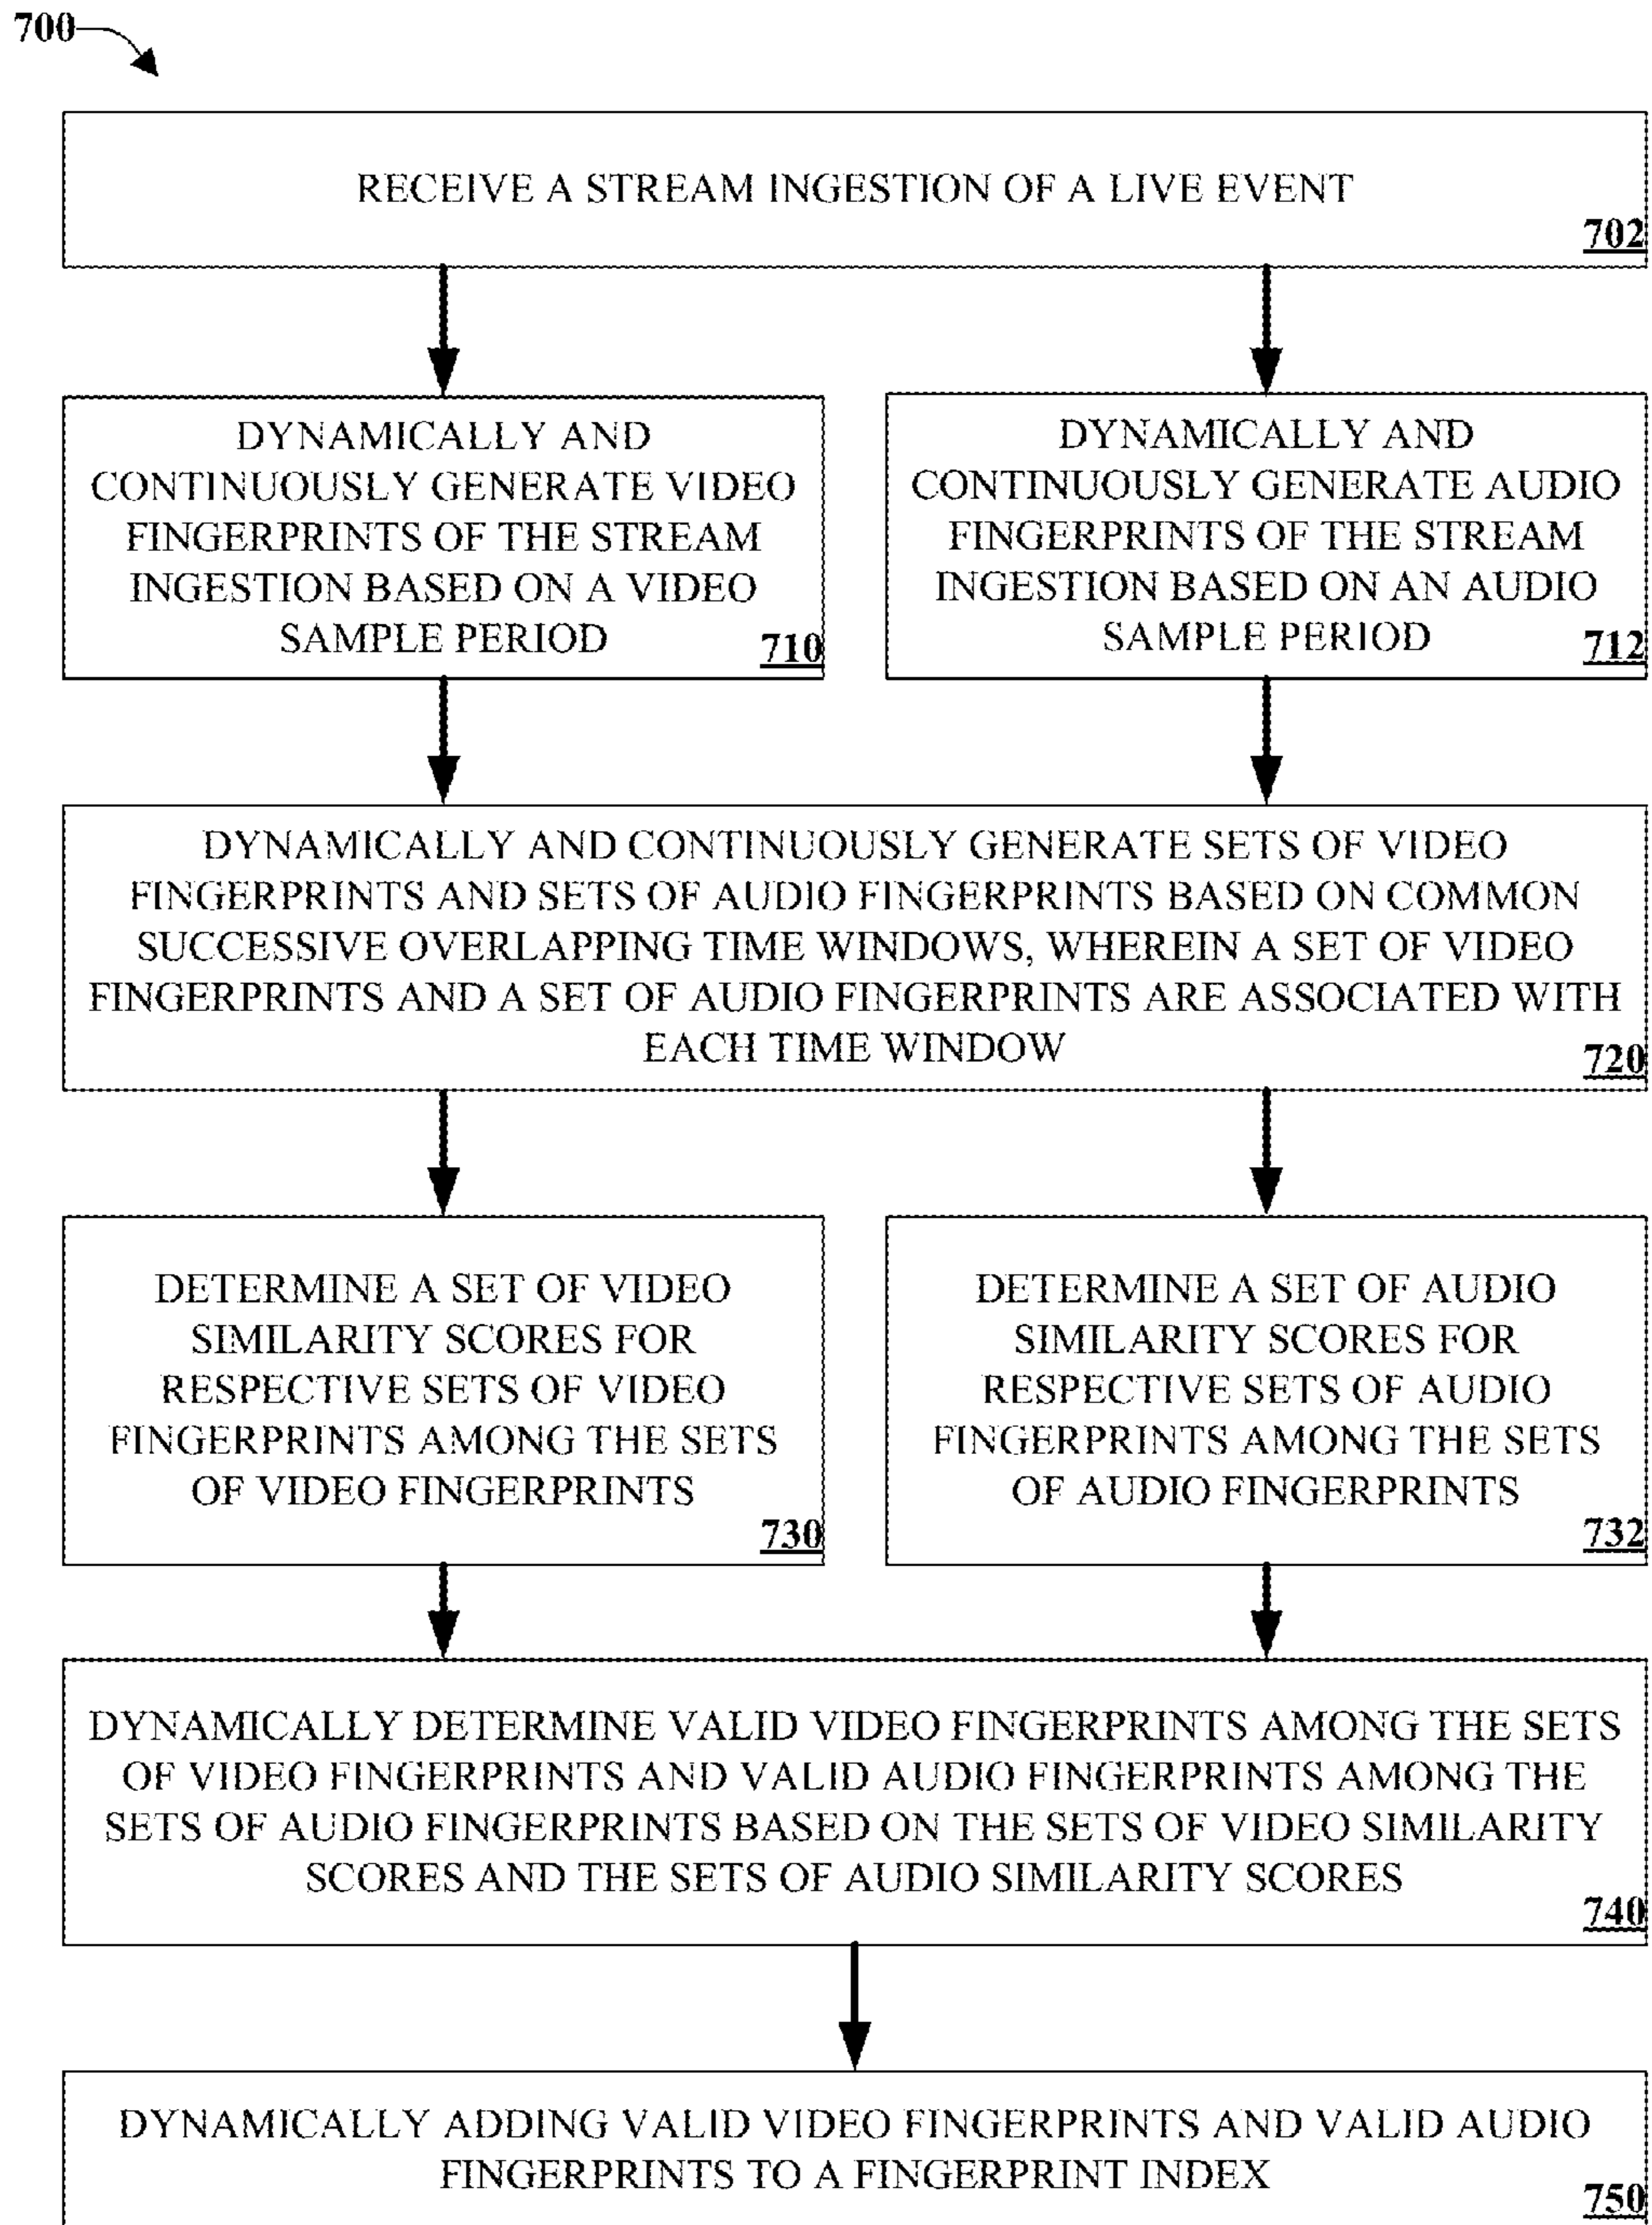 700
RECEIVE A STREAM INGESTION OF A LIVE EVENT
702
DYNAMICALLY AND
CONTINUOUSLY GENERATE VIDEO
FINGERPRINTS OF THE STREAM
INGESTION BASED ON A VIDEO
SAMPLE PERIOD
710
DYNAMICALLY AND
CONTINUOUSLY GENERATE AUDIO
FINGERPRINTS OF THE STREAM
INGESTION BASED ON AN AUDIO
SAMPLE PERIOD
712
DYNAMICALLY AND CONTINUOUSLY GENERATE SETS OF VIDEO
FINGERPRINTS AND SETS OF AUDIO FINGERPRINTS BASED ON COMMON
SUCCESSIVE OVERLAPPING TIME WINDOWS, WHEREIN A SET OF VIDEO
FINGERPRINTS AND A SET OF AUDIO FINGERPRINTS ARE ASSOCIATED WITH
EACH TIME WINDOW
720
DETERMINE A SET OF VIDEO
SIMILARITY SCORES FOR
RESPECTIVE SETS OF VIDEO
FINGERPRINTS AMONG THE SETS
OF VIDEO FINGERPRINTS
730
DETERMINE A SET OF AUDIO
SIMILARITY SCORES FOR
RESPECTIVE SETS OF AUDIO
FINGERPRINTS AMONG THE SETS
OF AUDIO FINGERPRINTS
732
DYNAMICALLY DETERMINE VALID VIDEO FINGERPRINTS AMONG THE SETS
OF VIDEO FINGERPRINTS AND VALID AUDIO FINGERPRINTS AMONG THE
SETS OF AUDIO FINGERPRINTS BASED ON THE SETS OF VIDEO SIMILARITY
SCORES AND THE SETS OF AUDIO SIMILARITY SCORES
740
DYNAMICALLY ADDING VALID VIDEO FINGERPRINTS AND VALID AUDIO
FINGERPRINTS TO A FINGERPRINT INDEX
750